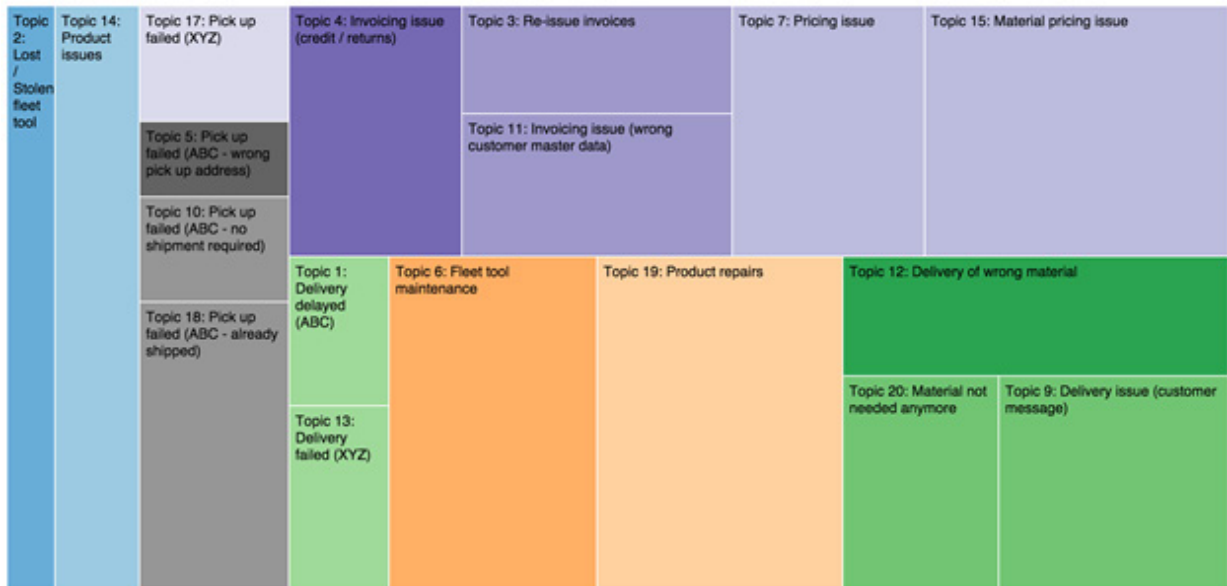 Topic
2:
Lost
/
Stolen
fleet
tool
Topic 14:
Product
issues
Topic 17: Pick up
failed (XYZ)
Topic 5: Pick up
failed (ABC - wrong
pick up address)
Topic 10: Pick up
failed (ABC - no
shipment required)
Topic 18: Pick up
failed (ABC - already
shipped)
Topic 4: Invoicing issue
(credit / returns)
Topic 3: Re-issue invoices
Topic 11: Invoicing issue (wrong
customer master data)
Topic 7: Pricing issue
Topic 15: Material pricing issue
Topic 1:
Delivery
delayed
(ABC)
Topic 13:
Delivery
failed (XYZ)
Topic 6: Fleet tool
maintenance
Topic 19: Product repairs
Topic 12: Delivery of wrong material
Topic 20: Material not
needed anymore
Topic 9: Delivery issue (customer
message)